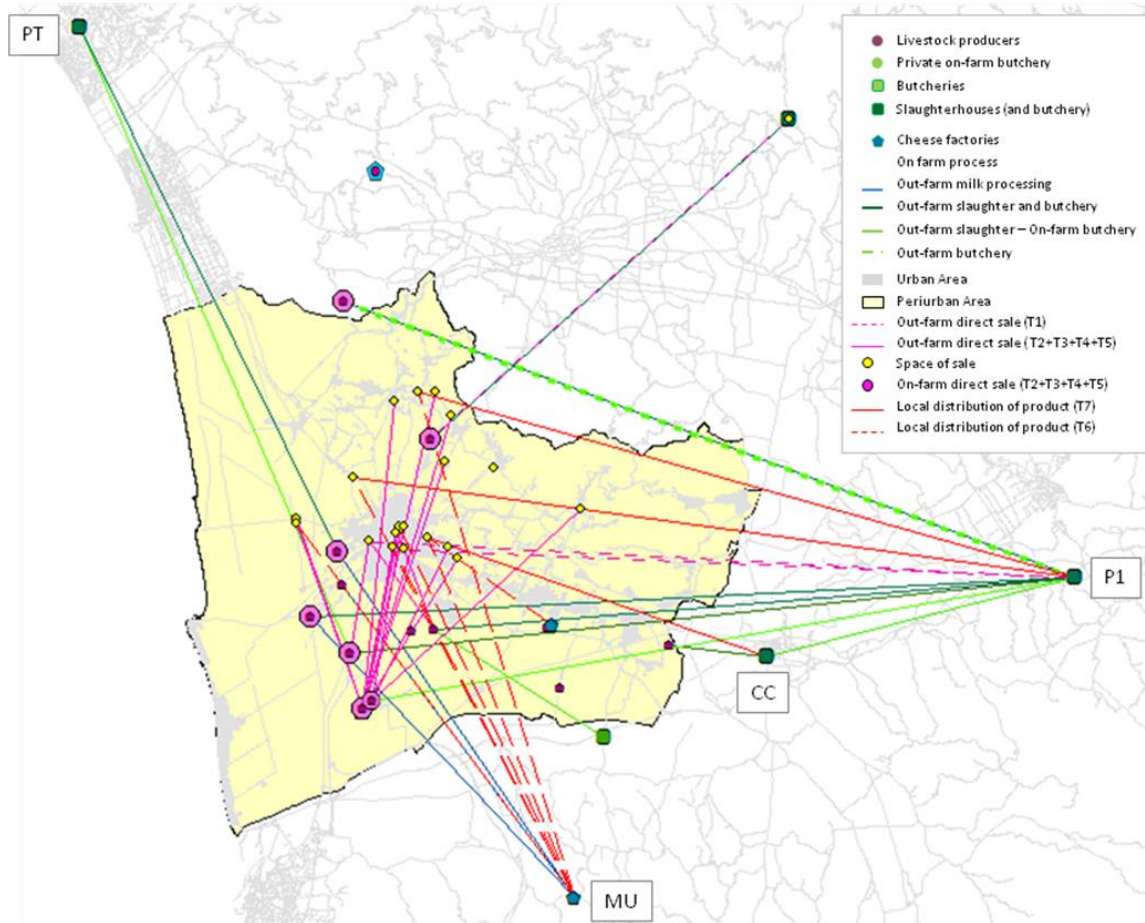 PT
Livestock producers
Private on-farm butchery
Butcheries
Slaughterhouses (and butchery)
Cheese factories
On farm process
Out-farm milk processing
Out-farm slaughter and butchery
Out-farm slaughter – On-farm butchery
Out-farm butchery
Urban Area
Periurban Area
Out-farm direct sale (T1)
Out-farm direct sale (T2+T3+T4+T5)
Space of sale
On-farm direct sale (T2+T3+T4+T5)
Local distribution of product (T7)
Local distribution of product (T6)
P1
CC
MU